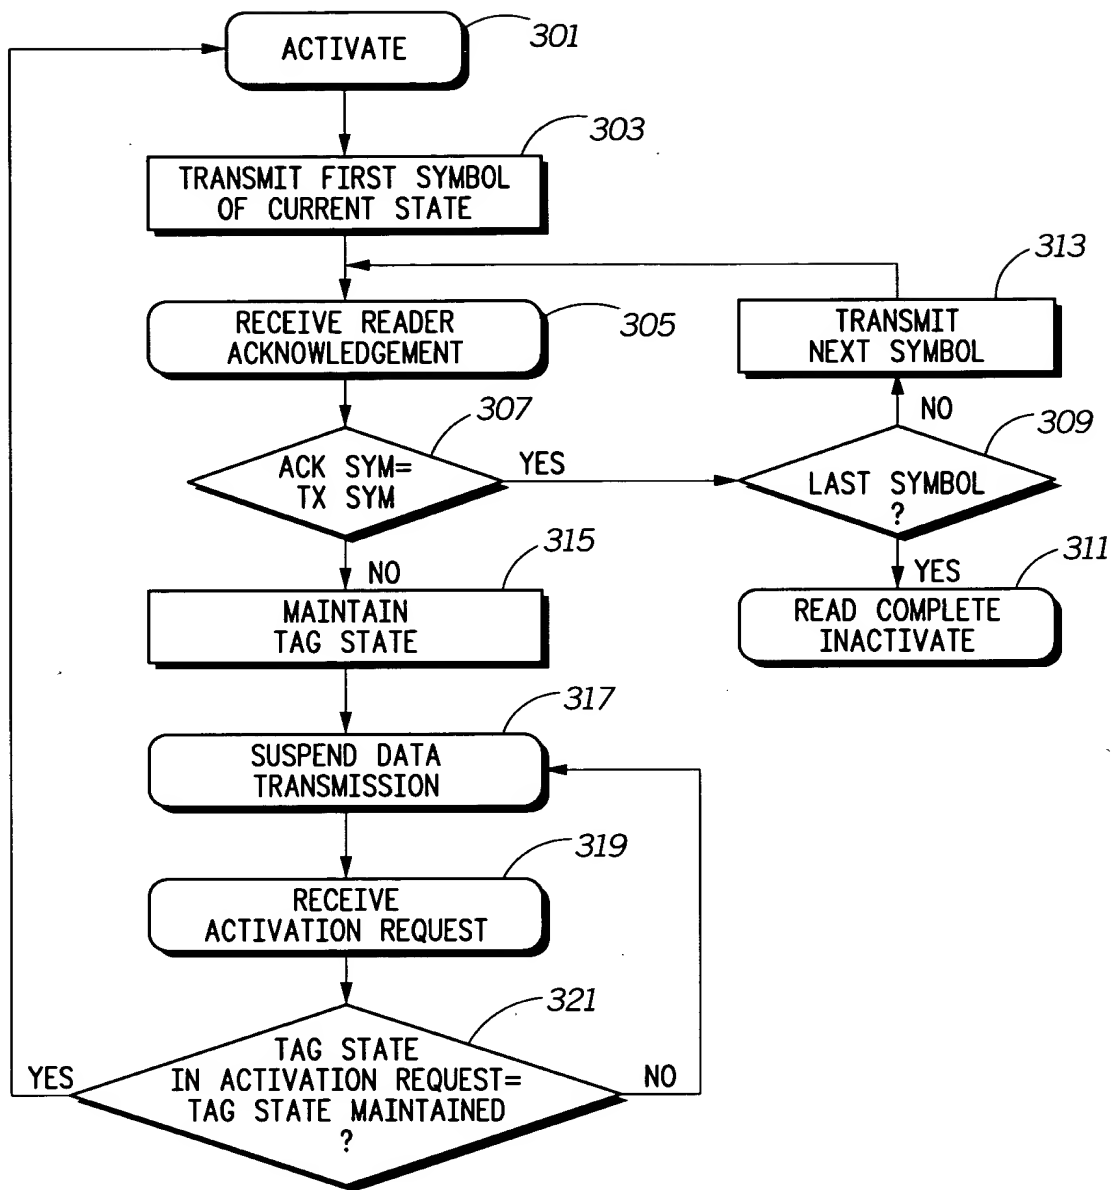 ACTIVATE
301
303
TRANSMIT FIRST SYMBOL
OF CURRENT STATE
313
RECEIVE READER
ACKNOWLEDGEMENT
305
TRANSMIT
NEXT SYMBOL
307
NO
309
ACK SYM=
TX SYM
YES
LAST SYMBOL
?
315
NO
311
YES
MAINTAIN
TAG STATE
READ COMPLETE
INACTIVATE
317
SUSPEND DATA
TRANSMISSION
319
RECEIVE
ACTIVATION REQUEST
321
TAG STATE
IN ACTIVATION REQUEST=
TAG STATE MAINTAINED
?
YES
NO